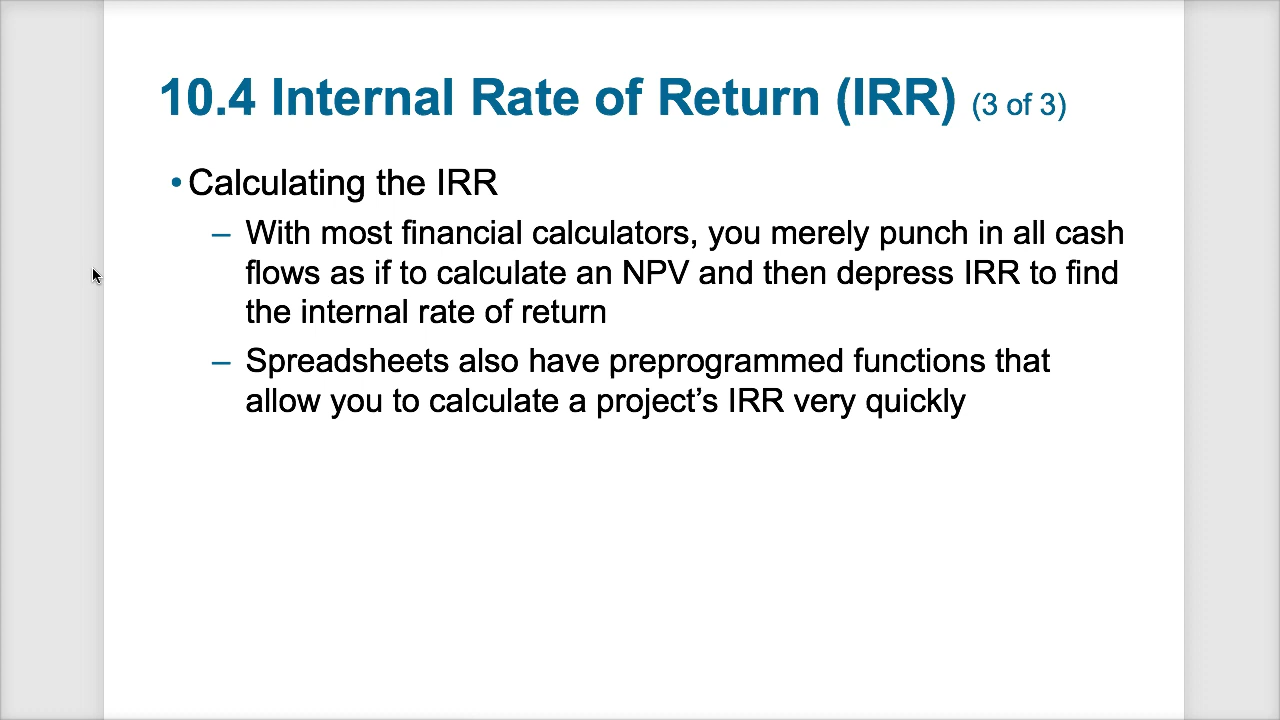 10.4 Internal Rate of Return (IRR) (3 of 3)
• Calculating the IRR
– With most financial calculators, you merely punch in all cash
flows as if to calculate an NPV and then depress IRR to find
the internal rate of return
– Spreadsheets also have preprogrammed functions that
allow you to calculate a project’s IRR very quickly